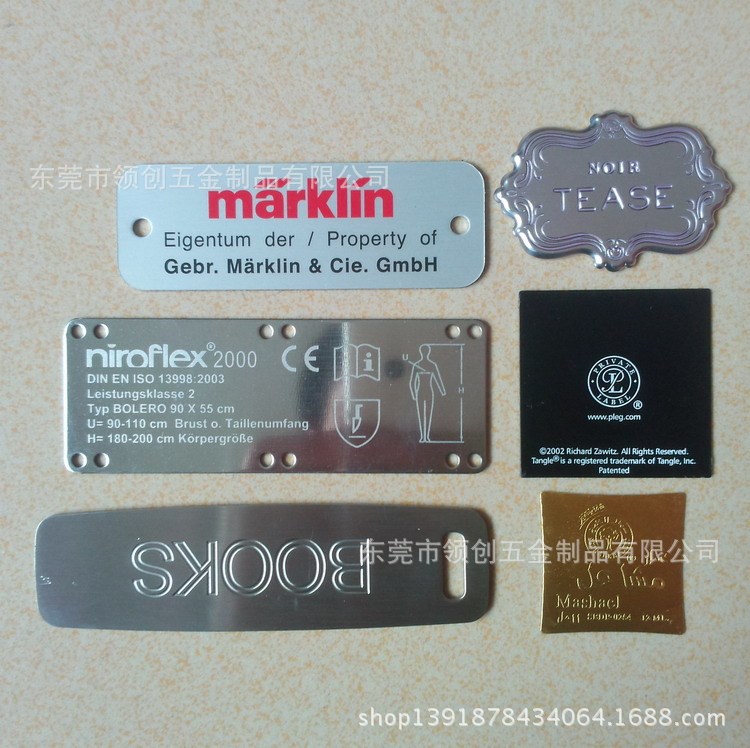 东莞市领创五金制品有限公司
märklin
Eigentum der / Property of
Gebr. Märklin & Cie. GmbH
NOIR
TEASE
niroflex® 2000
DIN EN ISO 13998:2003
Leistungsklasse 2
Typ BOLERO 90 X 55 cm
U= 90-110 cm Brust o. Taillenumfang
H= 180-200 cm Körpergröße
CE
i
U
H
PRIVATE
PL
LABEL
®
www.pleg.com
©2002 Richard Zawitz. All Rights Reserved.
Tangle® is a registered trademark of Tangle, Inc.
Patented
BOOKS
东莞市领创五金制品有限公司
Mashael
12 ML.
shop1391878434064.1688.com